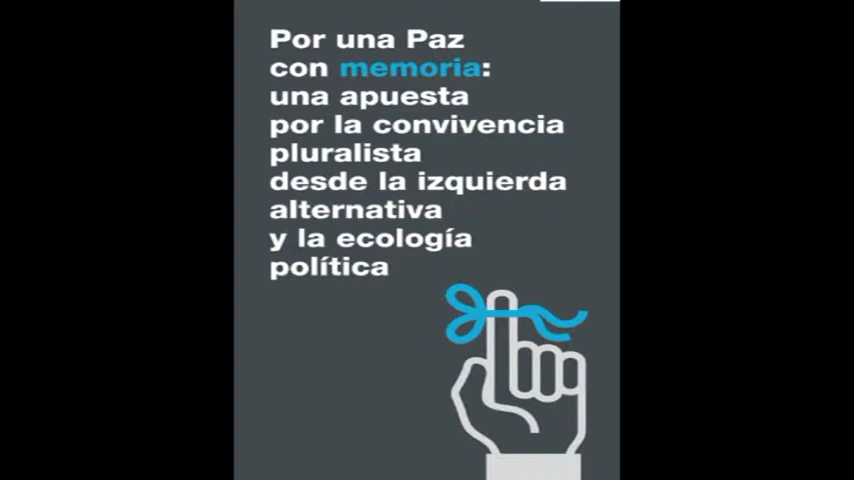 Por una Paz
con memoria:
una apuesta
por la convivencia
pluralista
desde la izquierda
alternativa
y la ecología
política